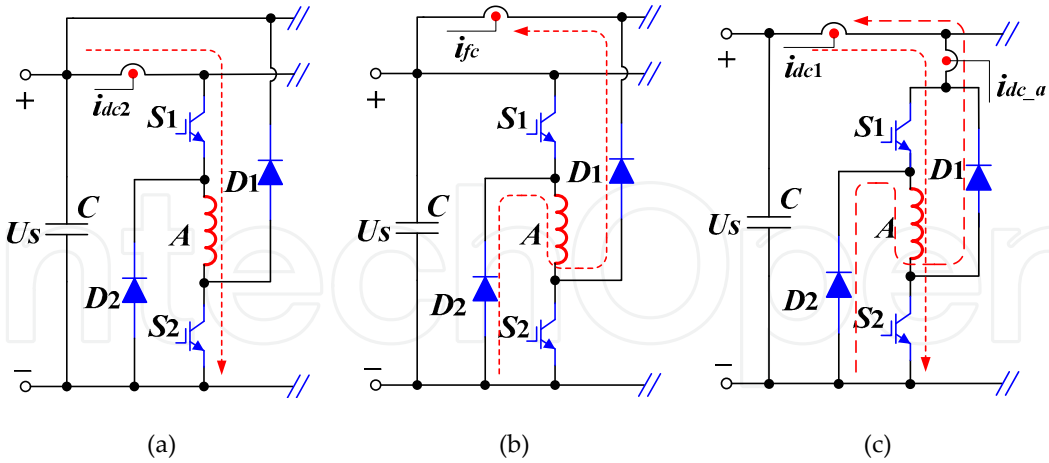 i_dc2
+
S1
D1
C
Us
A
D2
S2
−
(a)
i_fc
+
S1
D1
C
Us
A
D2
S2
−
(b)
i_dc1
i_dc_a
+
S1
D1
C
Us
A
D2
S2
−
(c)
ntechOpen